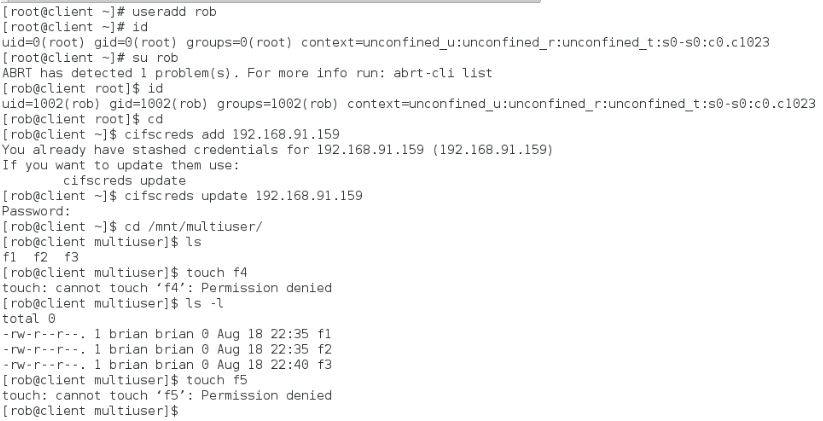 [root@client ~]# useradd rob
[root@client ~]# id
uid=0(root) gid=0(root) groups=0(root) context=unconfined_u:unconfined_r:unconfined_t:s0-s0:c0.c1023
[root@client ~]# su rob
ABRT has detected 1 problem(s). For more info run: abrt-cli list
[rob@client root]$ id
uid=1002(rob) gid=1002(rob) groups=1002(rob) context=unconfined_u:unconfined_r:unconfined_t:s0-s0:c0.c1023
[rob@client root]$ cd
[rob@client ~]$ cifscreds add 192.168.91.159
You already have stashed credentials for 192.168.91.159 (192.168.91.159)
If you want to update them use:
        cifscreds update
[rob@client ~]$ cifscreds update 192.168.91.159
Password:
[rob@client ~]$ cd /mnt/multiuser/
[rob@client multiuser]$ ls
f1  f2  f3
[rob@client multiuser]$ touch f4
touch: cannot touch ‘f4’: Permission denied
[rob@client multiuser]$ ls -l
total 0
-rw-r--r--. 1 brian brian 0 Aug 18 22:35 f1
-rw-r--r--. 1 brian brian 0 Aug 18 22:35 f2
-rw-r--r--. 1 brian brian 0 Aug 18 22:40 f3
[rob@client multiuser]$ touch f5
touch: cannot touch ‘f5’: Permission denied
[rob@client multiuser]$